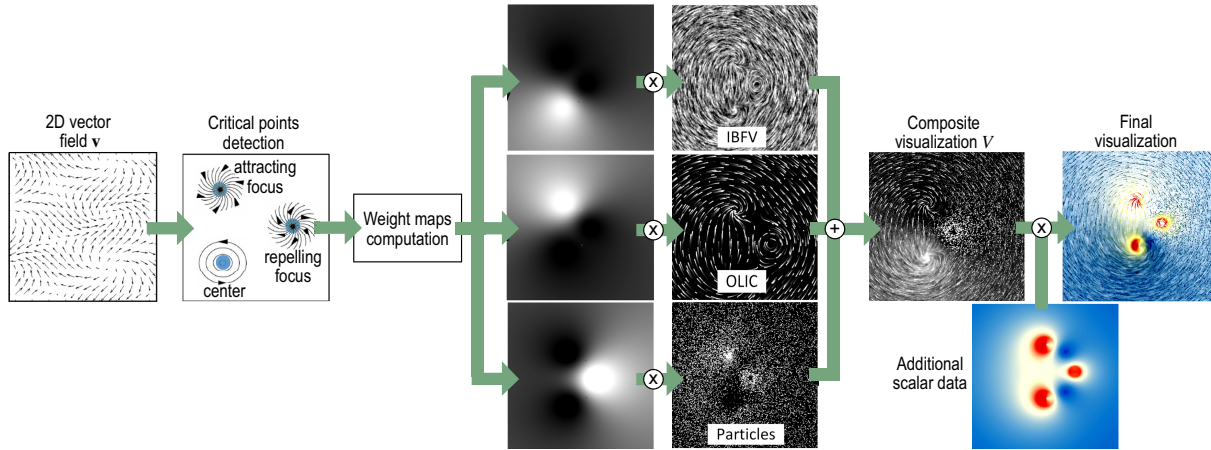 2D vector
field v
Critical points
detection
attracting
focus
repelling
focus
center
Weight maps
computation
x
IBFV
x
OLIC
x
Particles
+
Composite
visualization V
x
Final
visualization
Additional
scalar data